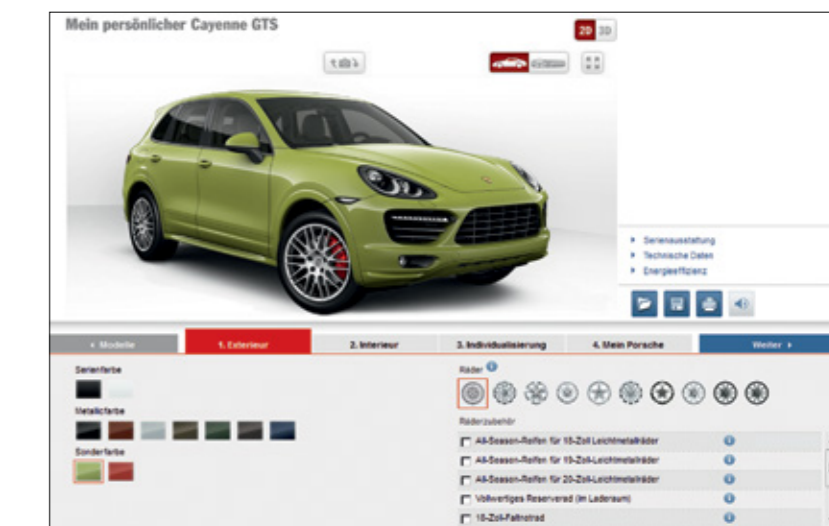 Mein persönlicher Cayenne GTS
2D 3D
Serienausstattung
Technische Daten
Energieeffizienz
Modelle
1. Exterieur
2. Interieur
3. Individualisierung
4. Mein Porsche
Weiter
Serienfarbe
Metallicfarbe
Sonderfarbe
Räder
Räderzubehör
All-Season-Reifen für 18-Zoll Leichtmetallräder
All-Season-Reifen für 19-Zoll-Leichtmetallräder
All-Season-Reifen für 20-Zoll-Leichtmetallräder
Vollwertiges Reserverad (im Laderaum)
18-Zoll-Faltnotrad